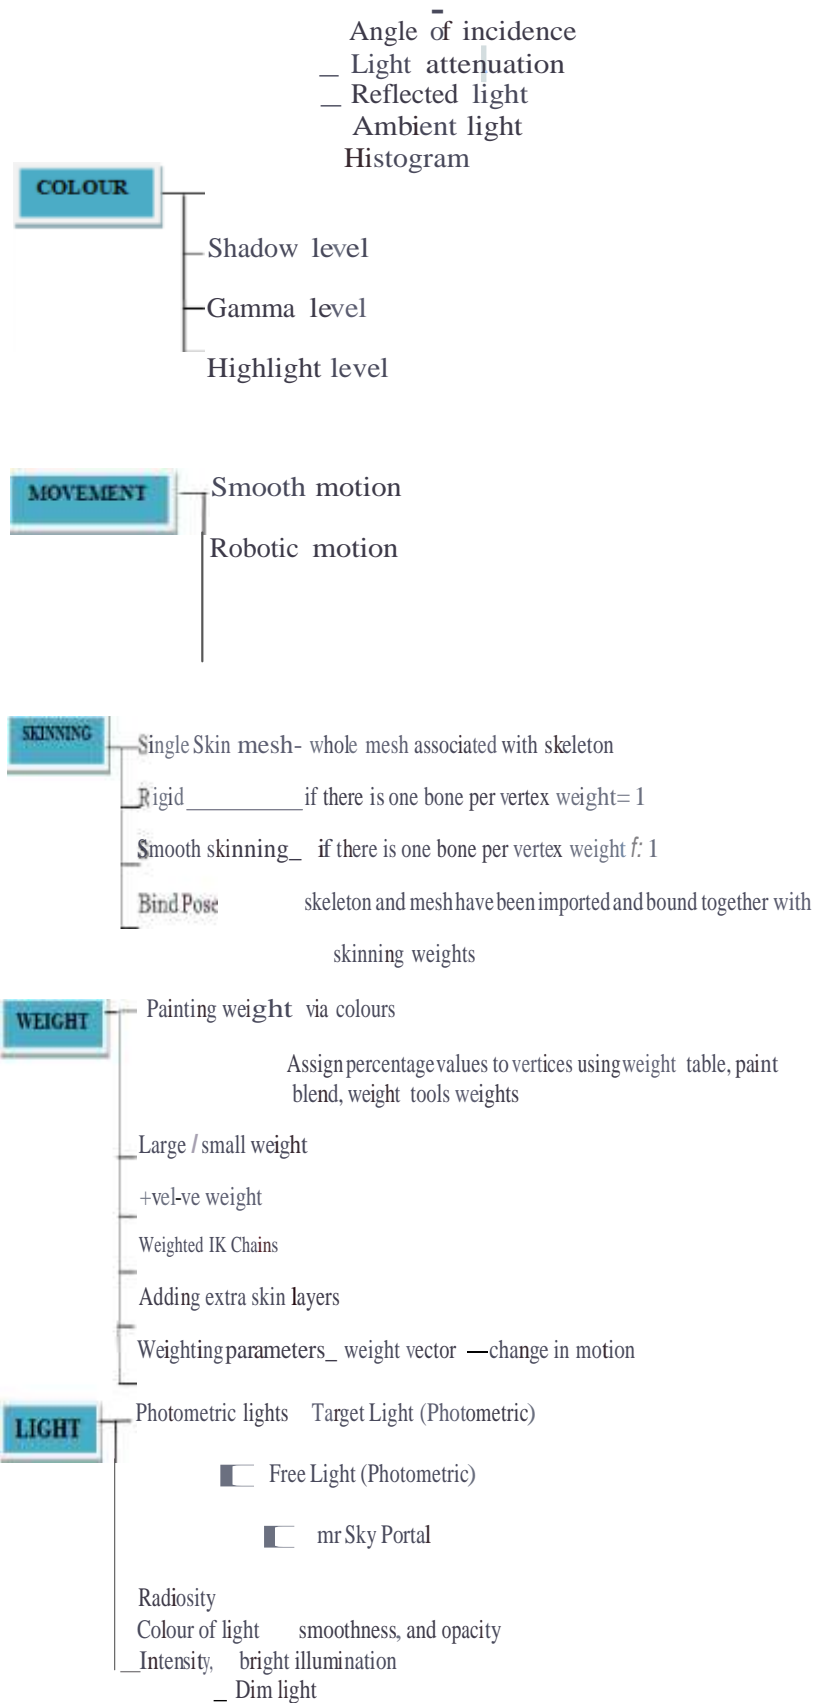 Angle of incidence
_ Light attenuation
_ Reflected light
Ambient light
Histogram
COLOUR
Shadow level
Gamma level
Highlight level
MOVEMENT
Smooth motion
Robotic motion
SKINNING
Single Skin mesh- whole mesh associated with skeleton
Rigid __________ if there is one bone per vertex weight= 1
Smooth skinning_ if there is one bone per vertex weight f: 1
Bind Pose skeleton and mesh have been imported and bound together with
skinning weights
WEIGHT
Painting weight via colours
Assign percentage values to vertices using weight table, paint
blend, weight tools weights
Large / small weight
+vel-ve weight
Weighted IK Chains
Adding extra skin layers
Weighting parameters_ weight vector —change in motion
LIGHT
Photometric lights Target Light (Photometric)
Free Light (Photometric)
mr Sky Portal
Radiosity
Colour of light smoothness, and opacity
_Intensity, bright illumination
_ Dim light